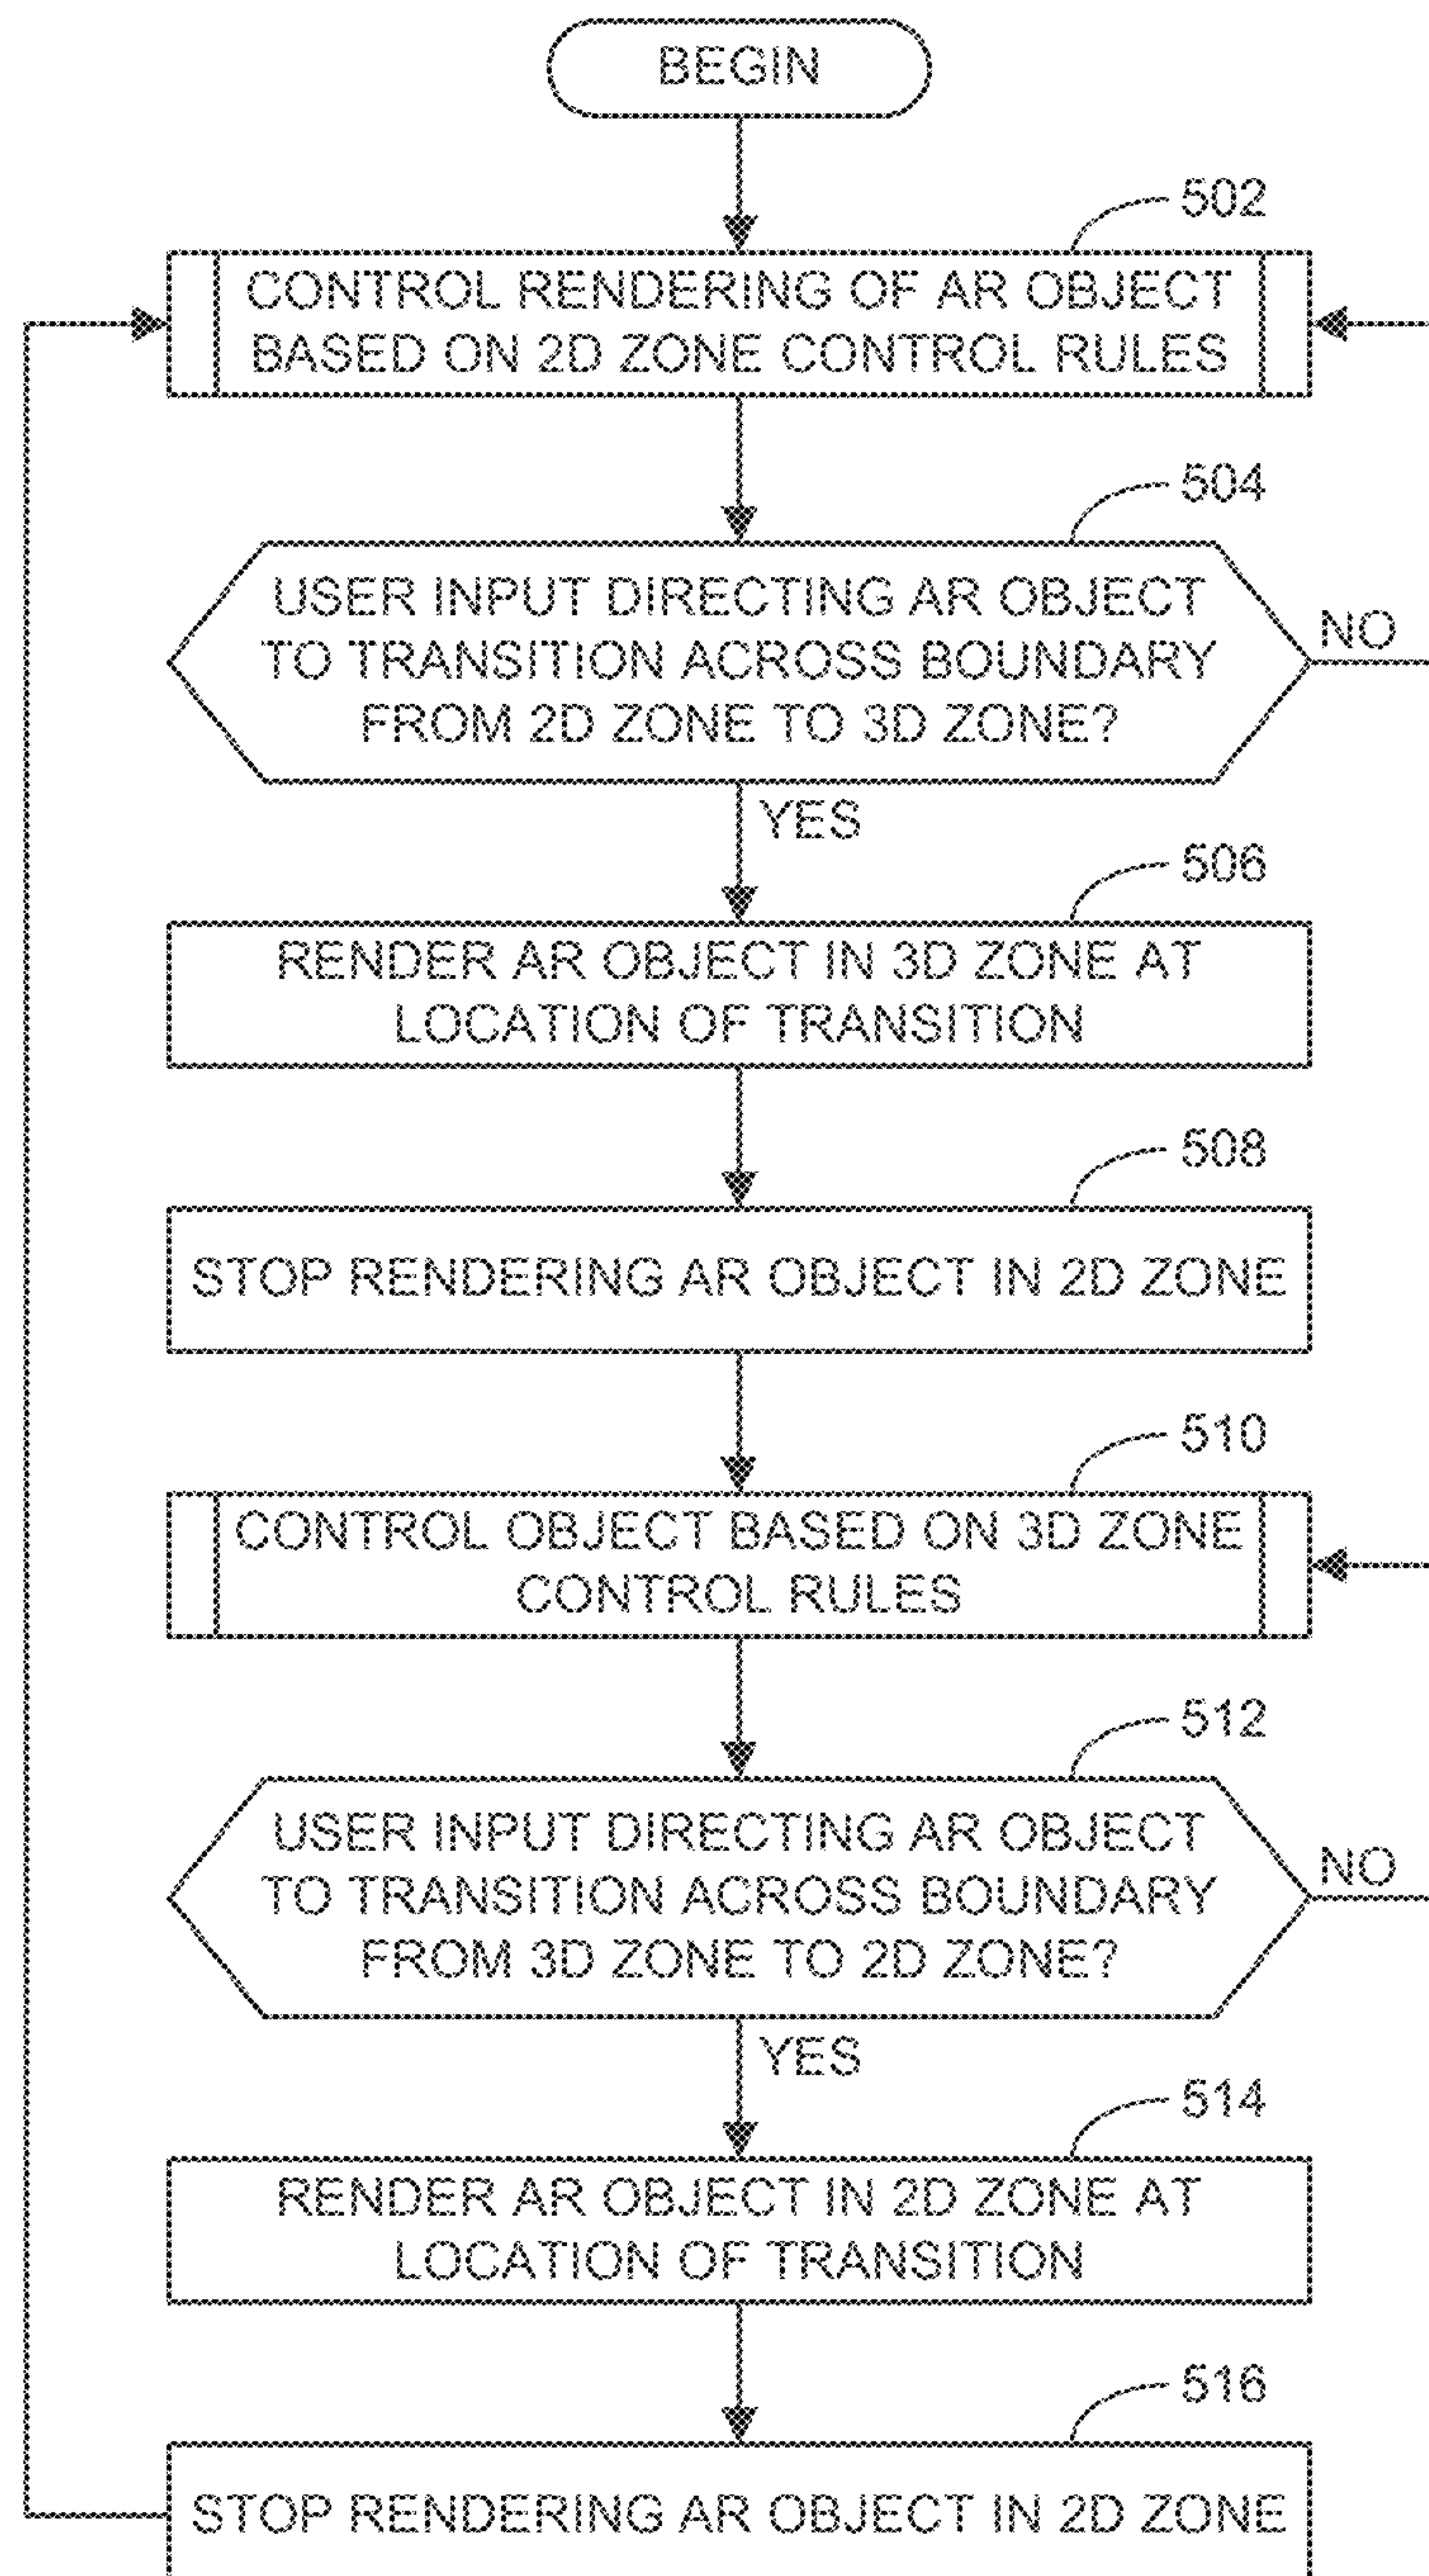 BEGIN
502
CONTROL RENDERING OF AR OBJECT
BASED ON 2D ZONE CONTROL RULES
504
USER INPUT DIRECTING AR OBJECT
TO TRANSITION ACROSS BOUNDARY
FROM 2D ZONE TO 3D ZONE?
NO
YES
506
RENDER AR OBJECT IN 3D ZONE AT
LOCATION OF TRANSITION
508
STOP RENDERING AR OBJECT IN 2D ZONE
510
CONTROL OBJECT BASED ON 3D ZONE
CONTROL RULES
512
USER INPUT DIRECTING AR OBJECT
TO TRANSITION ACROSS BOUNDARY
FROM 3D ZONE TO 2D ZONE?
NO
YES
514
RENDER AR OBJECT IN 2D ZONE AT
LOCATION OF TRANSITION
516
STOP RENDERING AR OBJECT IN 2D ZONE